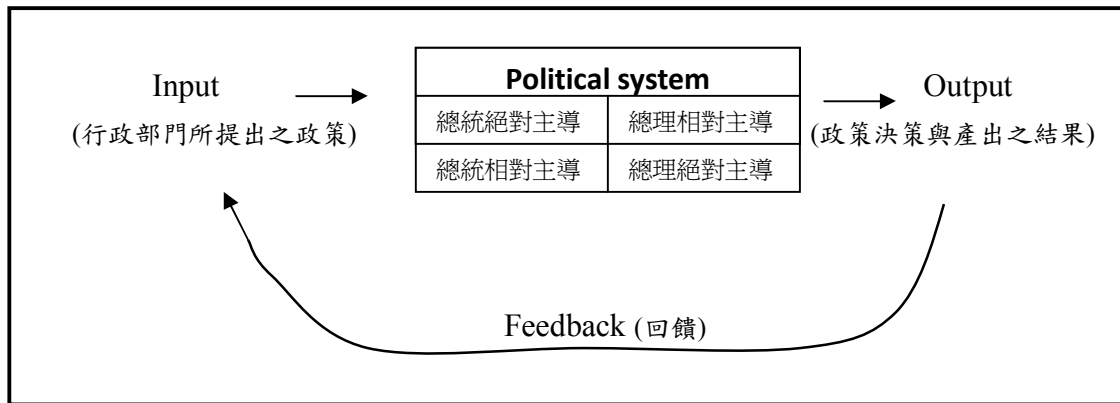 Input
(行政部門所提出之政策)
Political system
總統絕對主導 總理相對主導
總統相對主導 總理絕對主導
Output
(政策決策與產出之結果)
Feedback (回饋)